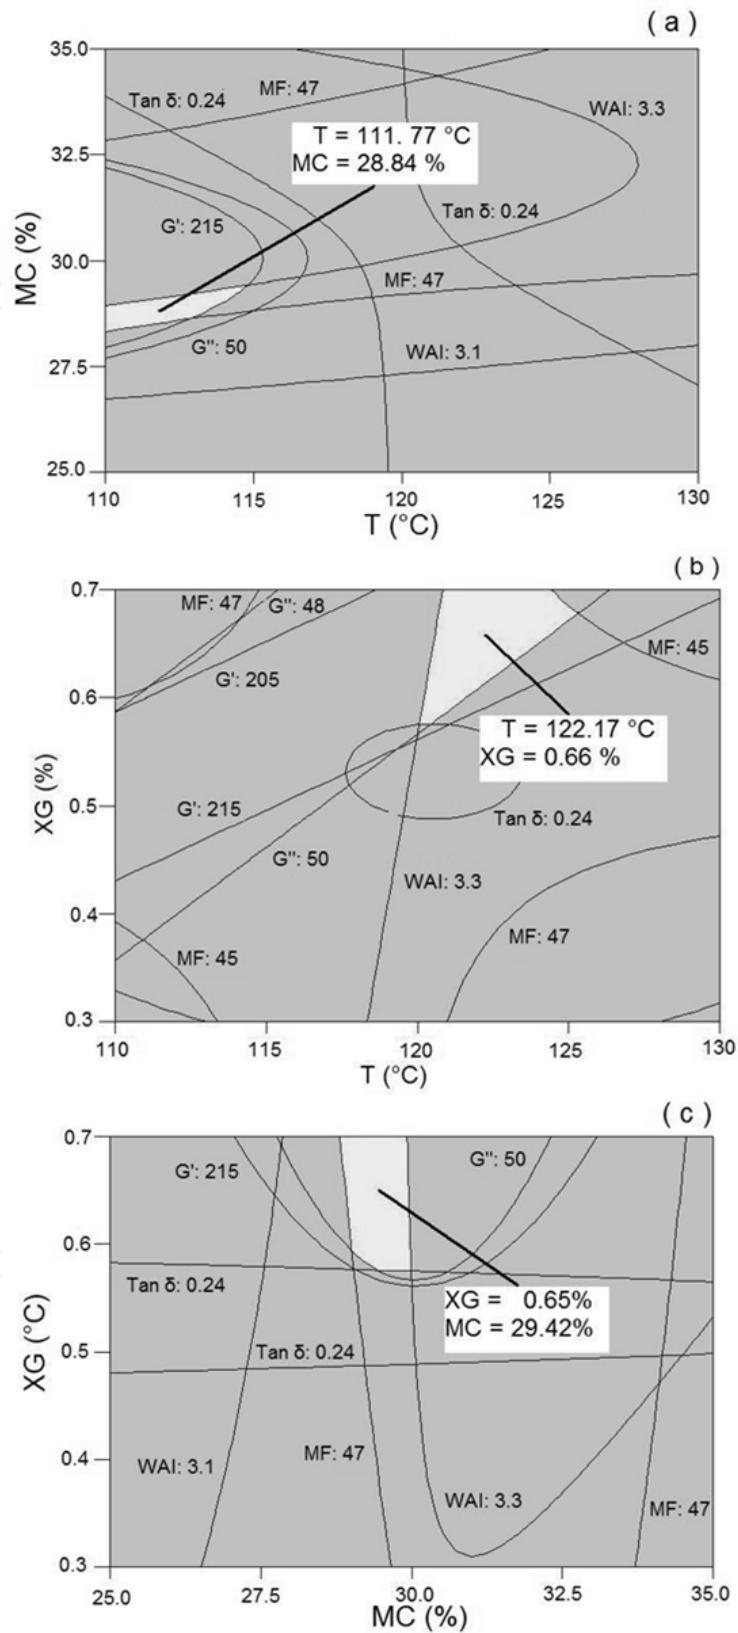 ( a )
35.0
Tan δ: 0.24
MF: 47
WAI: 3.3
T = 111. 77 °C
MC = 28.84 %
32.5
Tan δ: 0.24
G': 215
MC (%)
30.0
MF: 47
G'': 50
WAI: 3.1
27.5
25.0
110
115
120
125
130
T (°C)
( b )
0.7
MF: 47
G'': 48
MF: 45
G': 205
0.6
T = 122.17 °C
XG = 0.66 %
XG (%)
0.5
G': 215
Tan δ: 0.24
G'': 50
WAI: 3.3
0.4
MF: 47
MF: 45
0.3
110
115
120
125
130
T (°C)
( c )
0.7
G': 215
G'': 50
0.6
Tan δ: 0.24
XG = 0.65%
MC = 29.42%
XG (°C)
0.5
Tan δ: 0.24
0.4
WAI: 3.1
MF: 47
WAI: 3.3
MF: 47
0.3
25.0
27.5
30.0
32.5
35.0
MC (%)